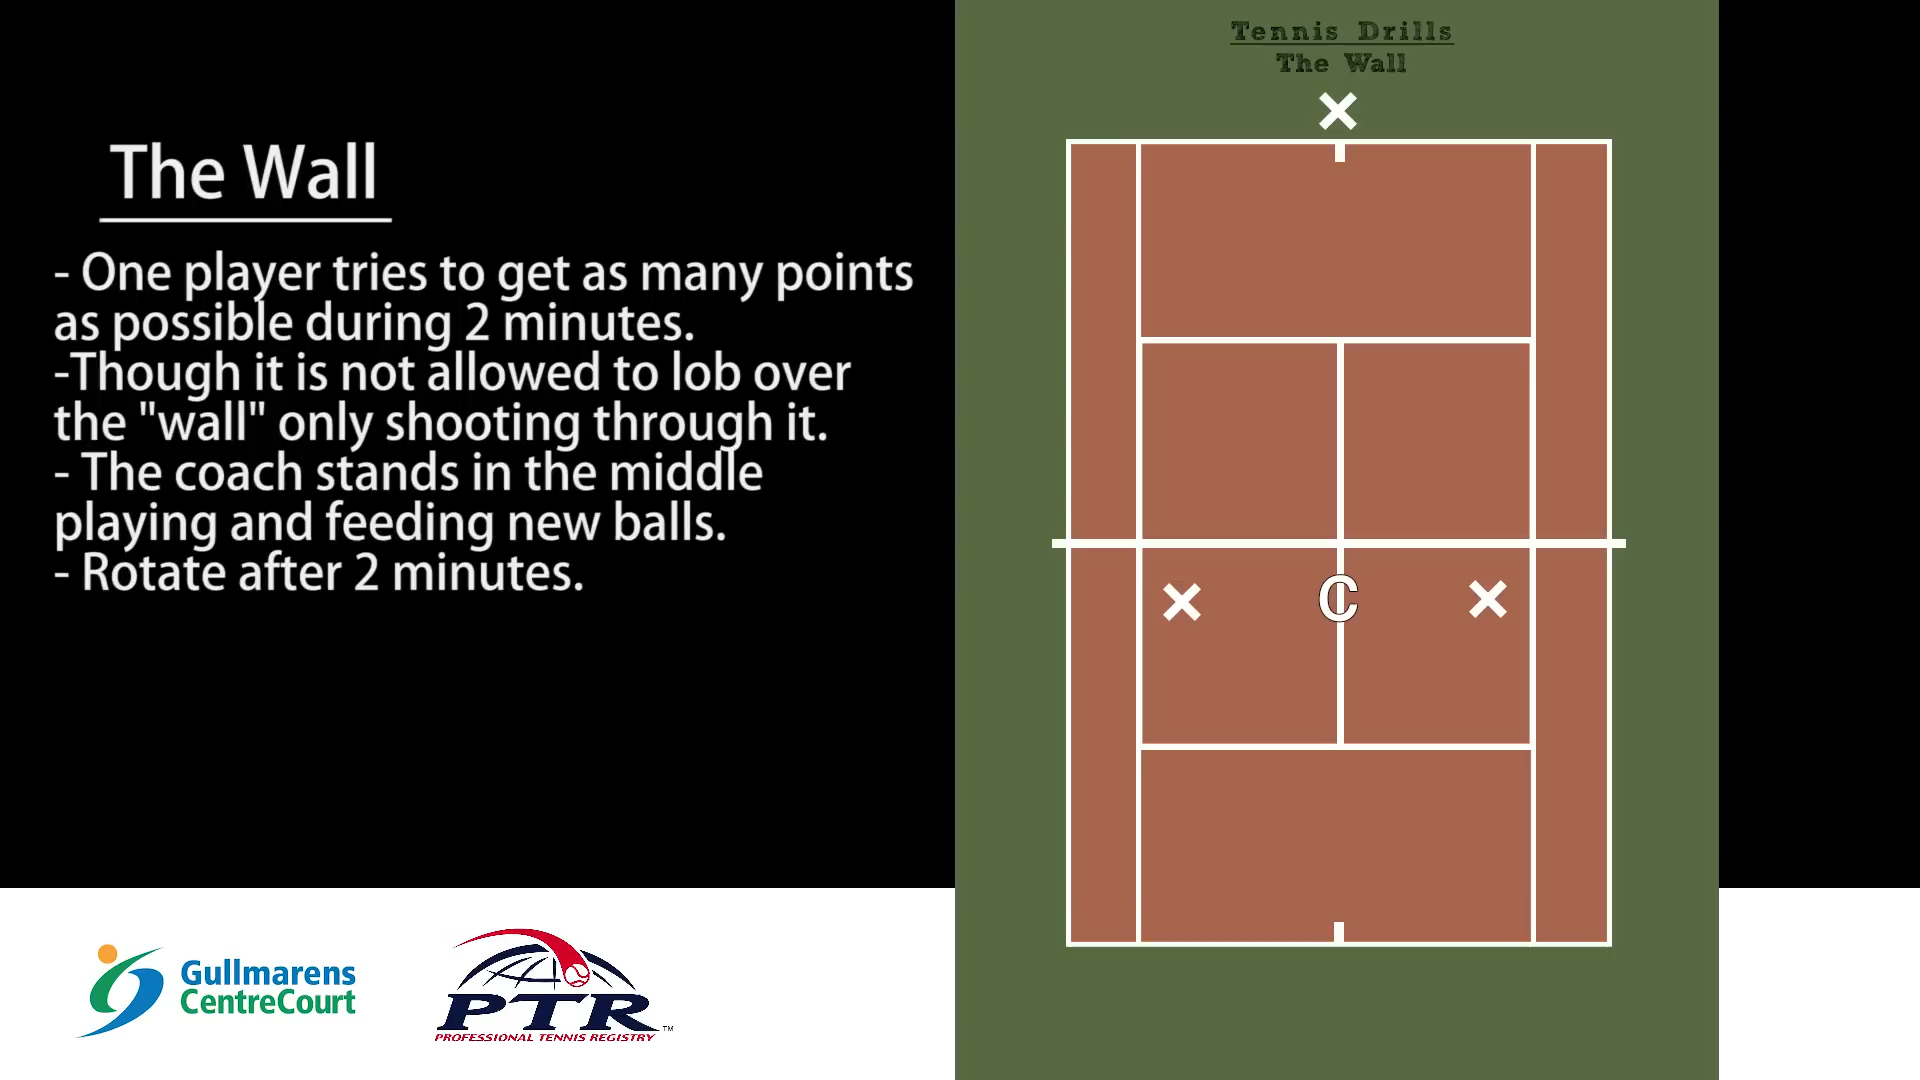 Tennis Drills
The Wall
The Wall
- One player tries to get as many points
as possible during 2 minutes.
-Though it is not allowed to lob over
the "wall" only shooting through it.
- The coach stands in the middle
playing and feeding new balls.
- Rotate after 2 minutes.
C
Gullmarens
CentreCourt
PTR™
PROFESSIONAL TENNIS REGISTRY